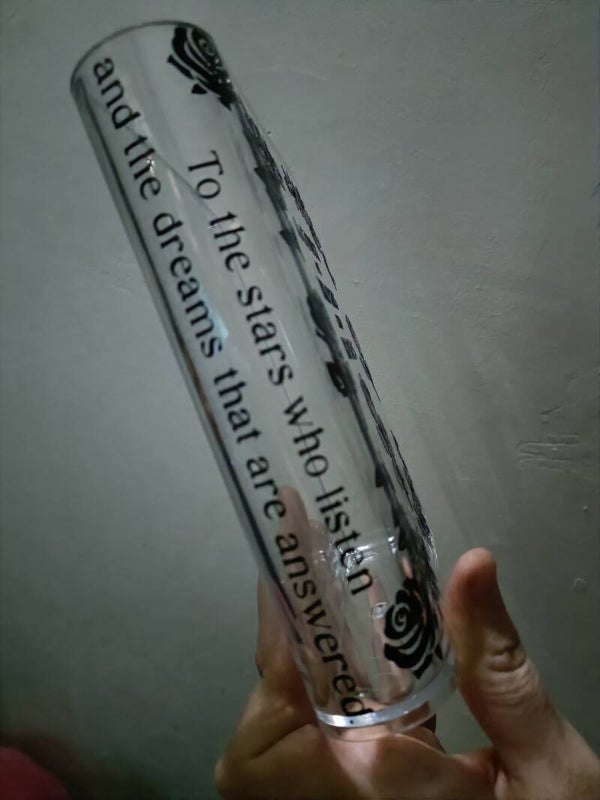 To the stars who listen
and the dreams that are answered